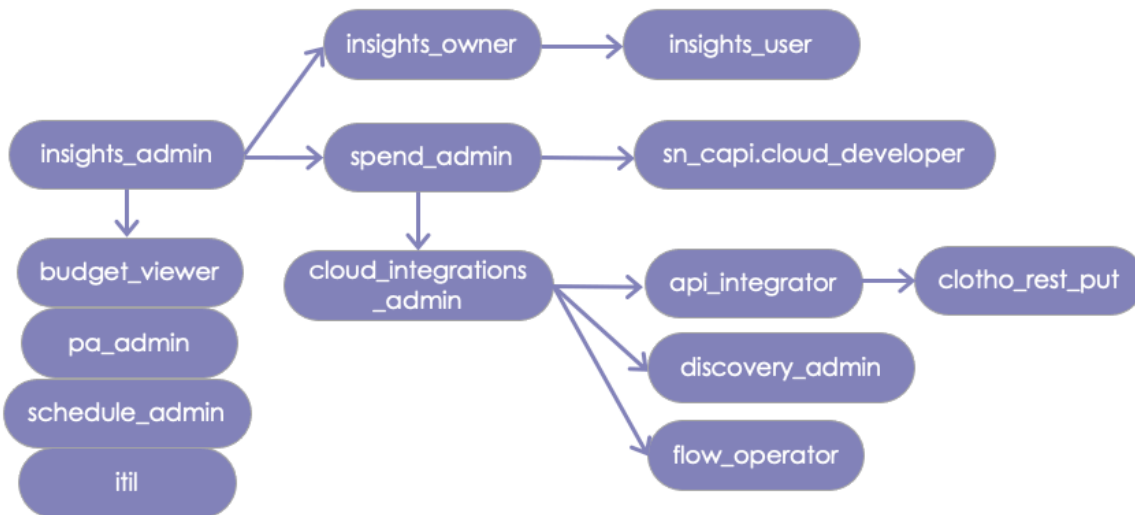 insights_owner
insights_user
insights_admin
spend_admin
sn_capi.cloud_developer
budget_viewer
cloud_integrations
_admin
api_integrator
clotho_rest_put
pa_admin
discovery_admin
schedule_admin
flow_operator
itil